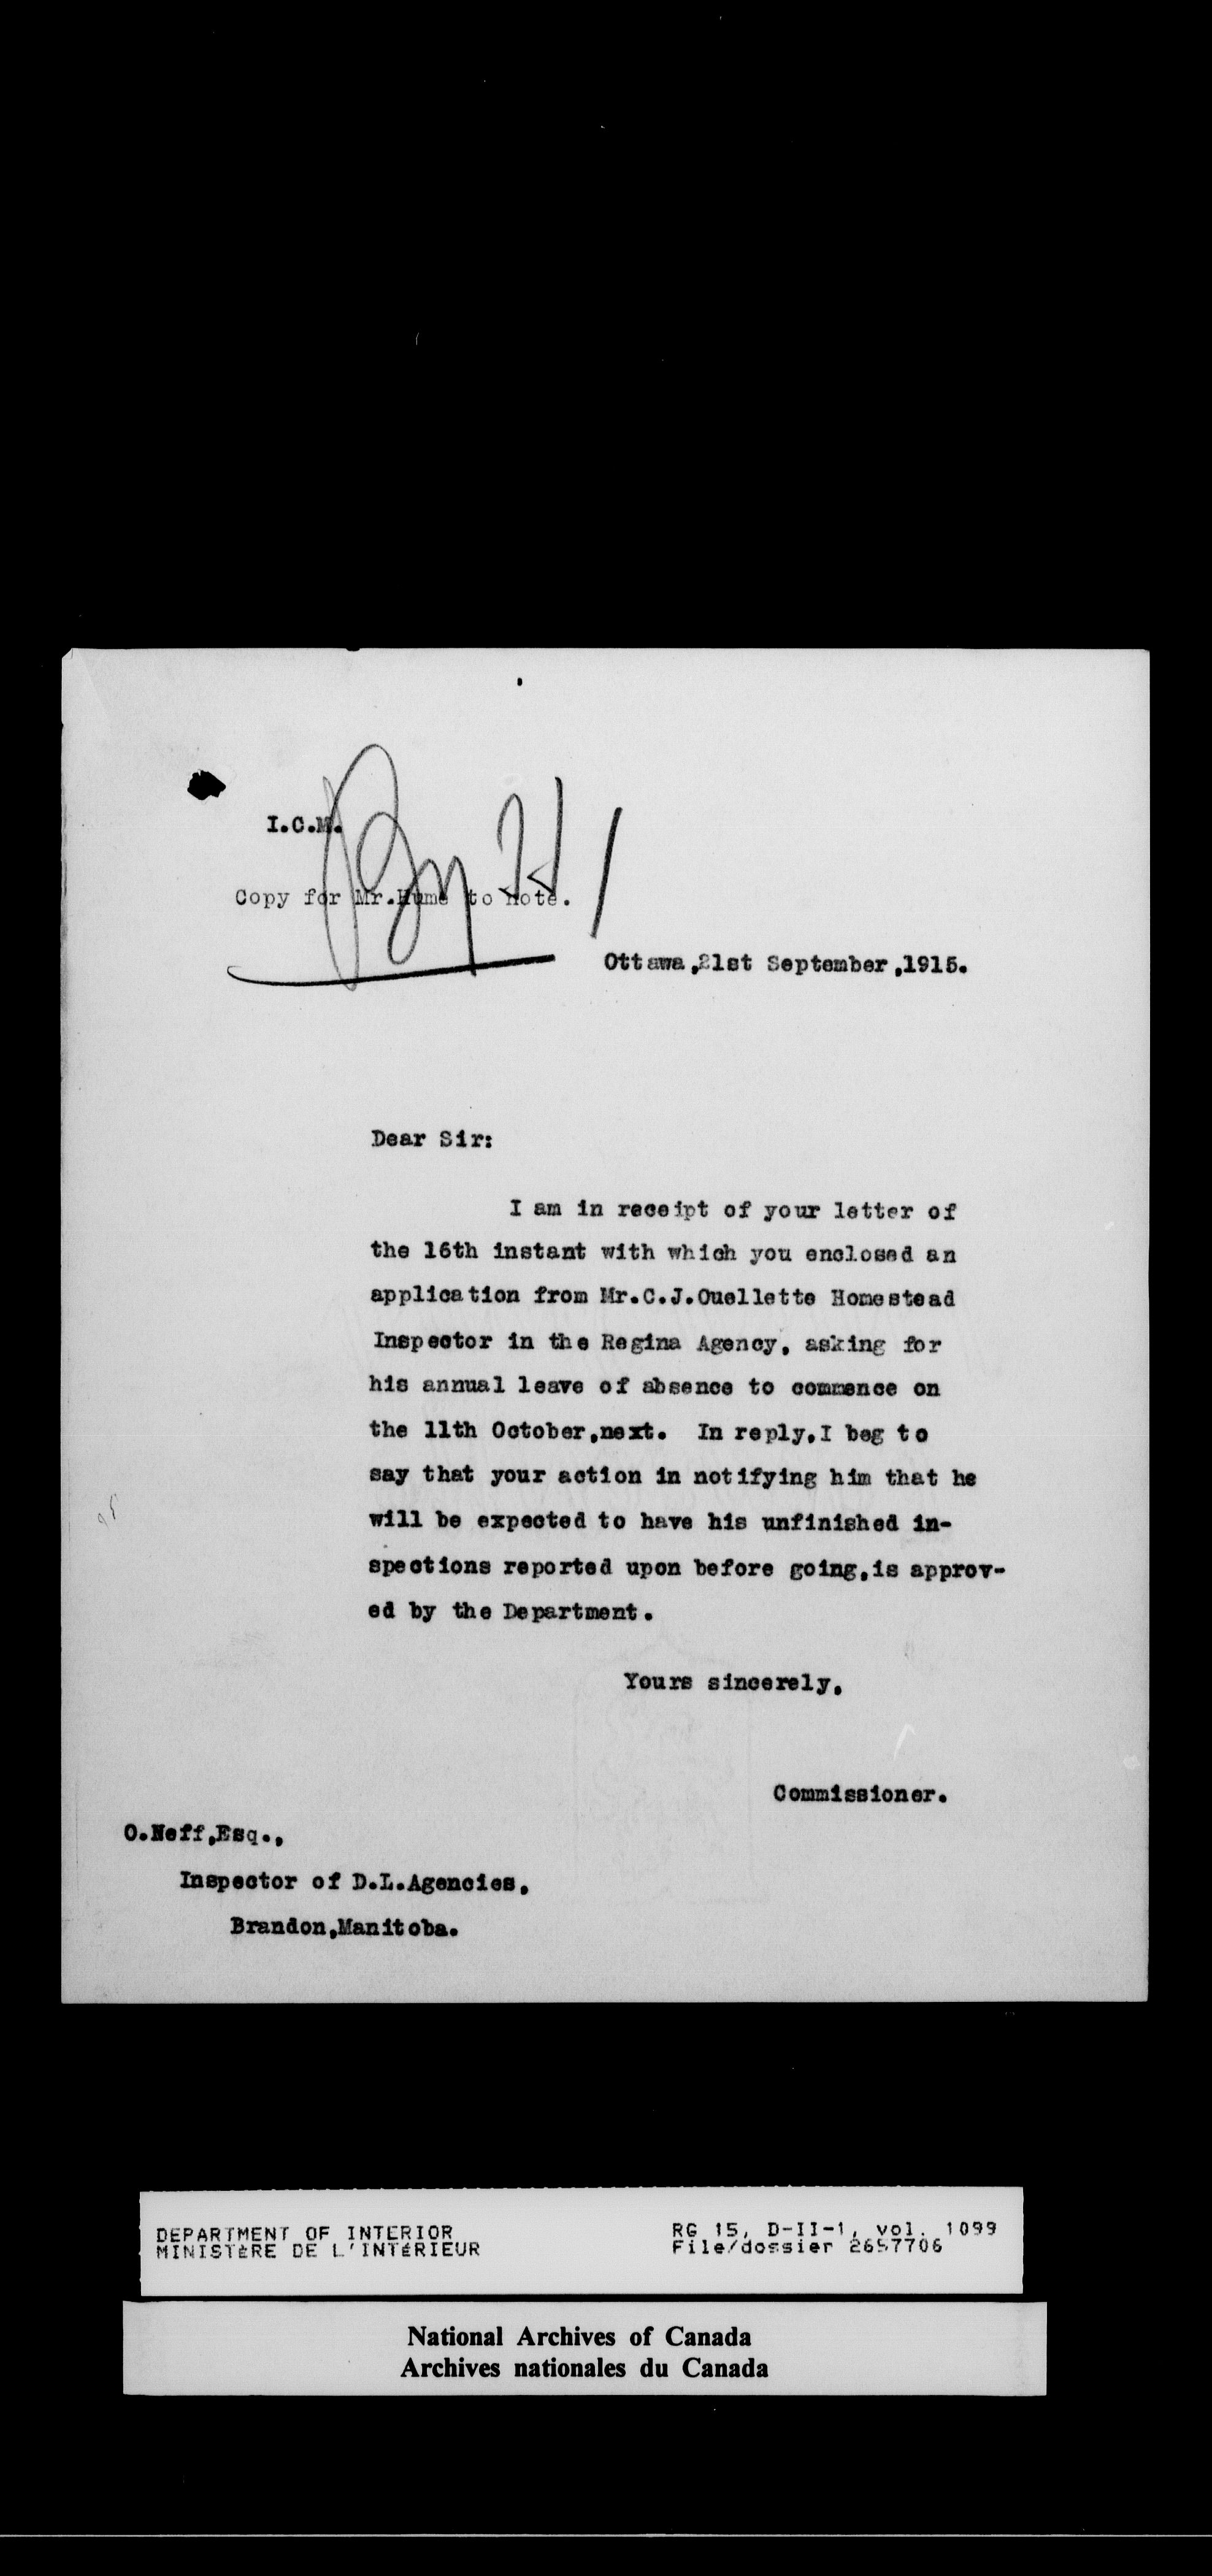 I.C.M.
Copy for Mr.Hume to note.
Ottawa,21st September,1915.
Dear Sir:
I am in receipt of your letter of
the 16th instant with which you enclosed an
application from Mr.C.J.Ouellette Homestead
Inspector in the Regina Agency, asking for
his annual leave of absence to commence on
the 11th October,next. In reply,I beg to
say that your action in notifying him that he
will be expected to have his unfinished in-
spections reported upon before going,is approv-
ed by the Department.
Yours sincerely,
Commissioner.
O.Neff,Esq.,
Inspector of D.L.Agencies,
Brandon,Manitoba.
DEPARTMENT OF INTERIOR
MINISTÈRE DE L'INTÉRIEUR
RG 15, D-II-1, vol. 1099
File/dossier 2657706
National Archives of Canada
Archives nationales du Canada